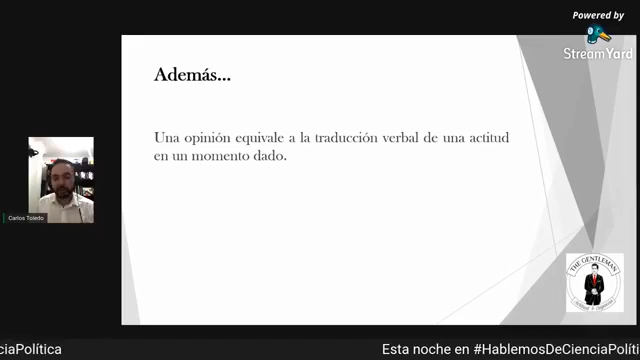 Powered by
StreamYard
Además...
Una opinión equivale a la traducción verbal de una actitud
en un momento dado.
Carlos Toledo
THE GENTLEMAN
ciaPolítica
Esta noche en #HablemosDeCienciaPolíti